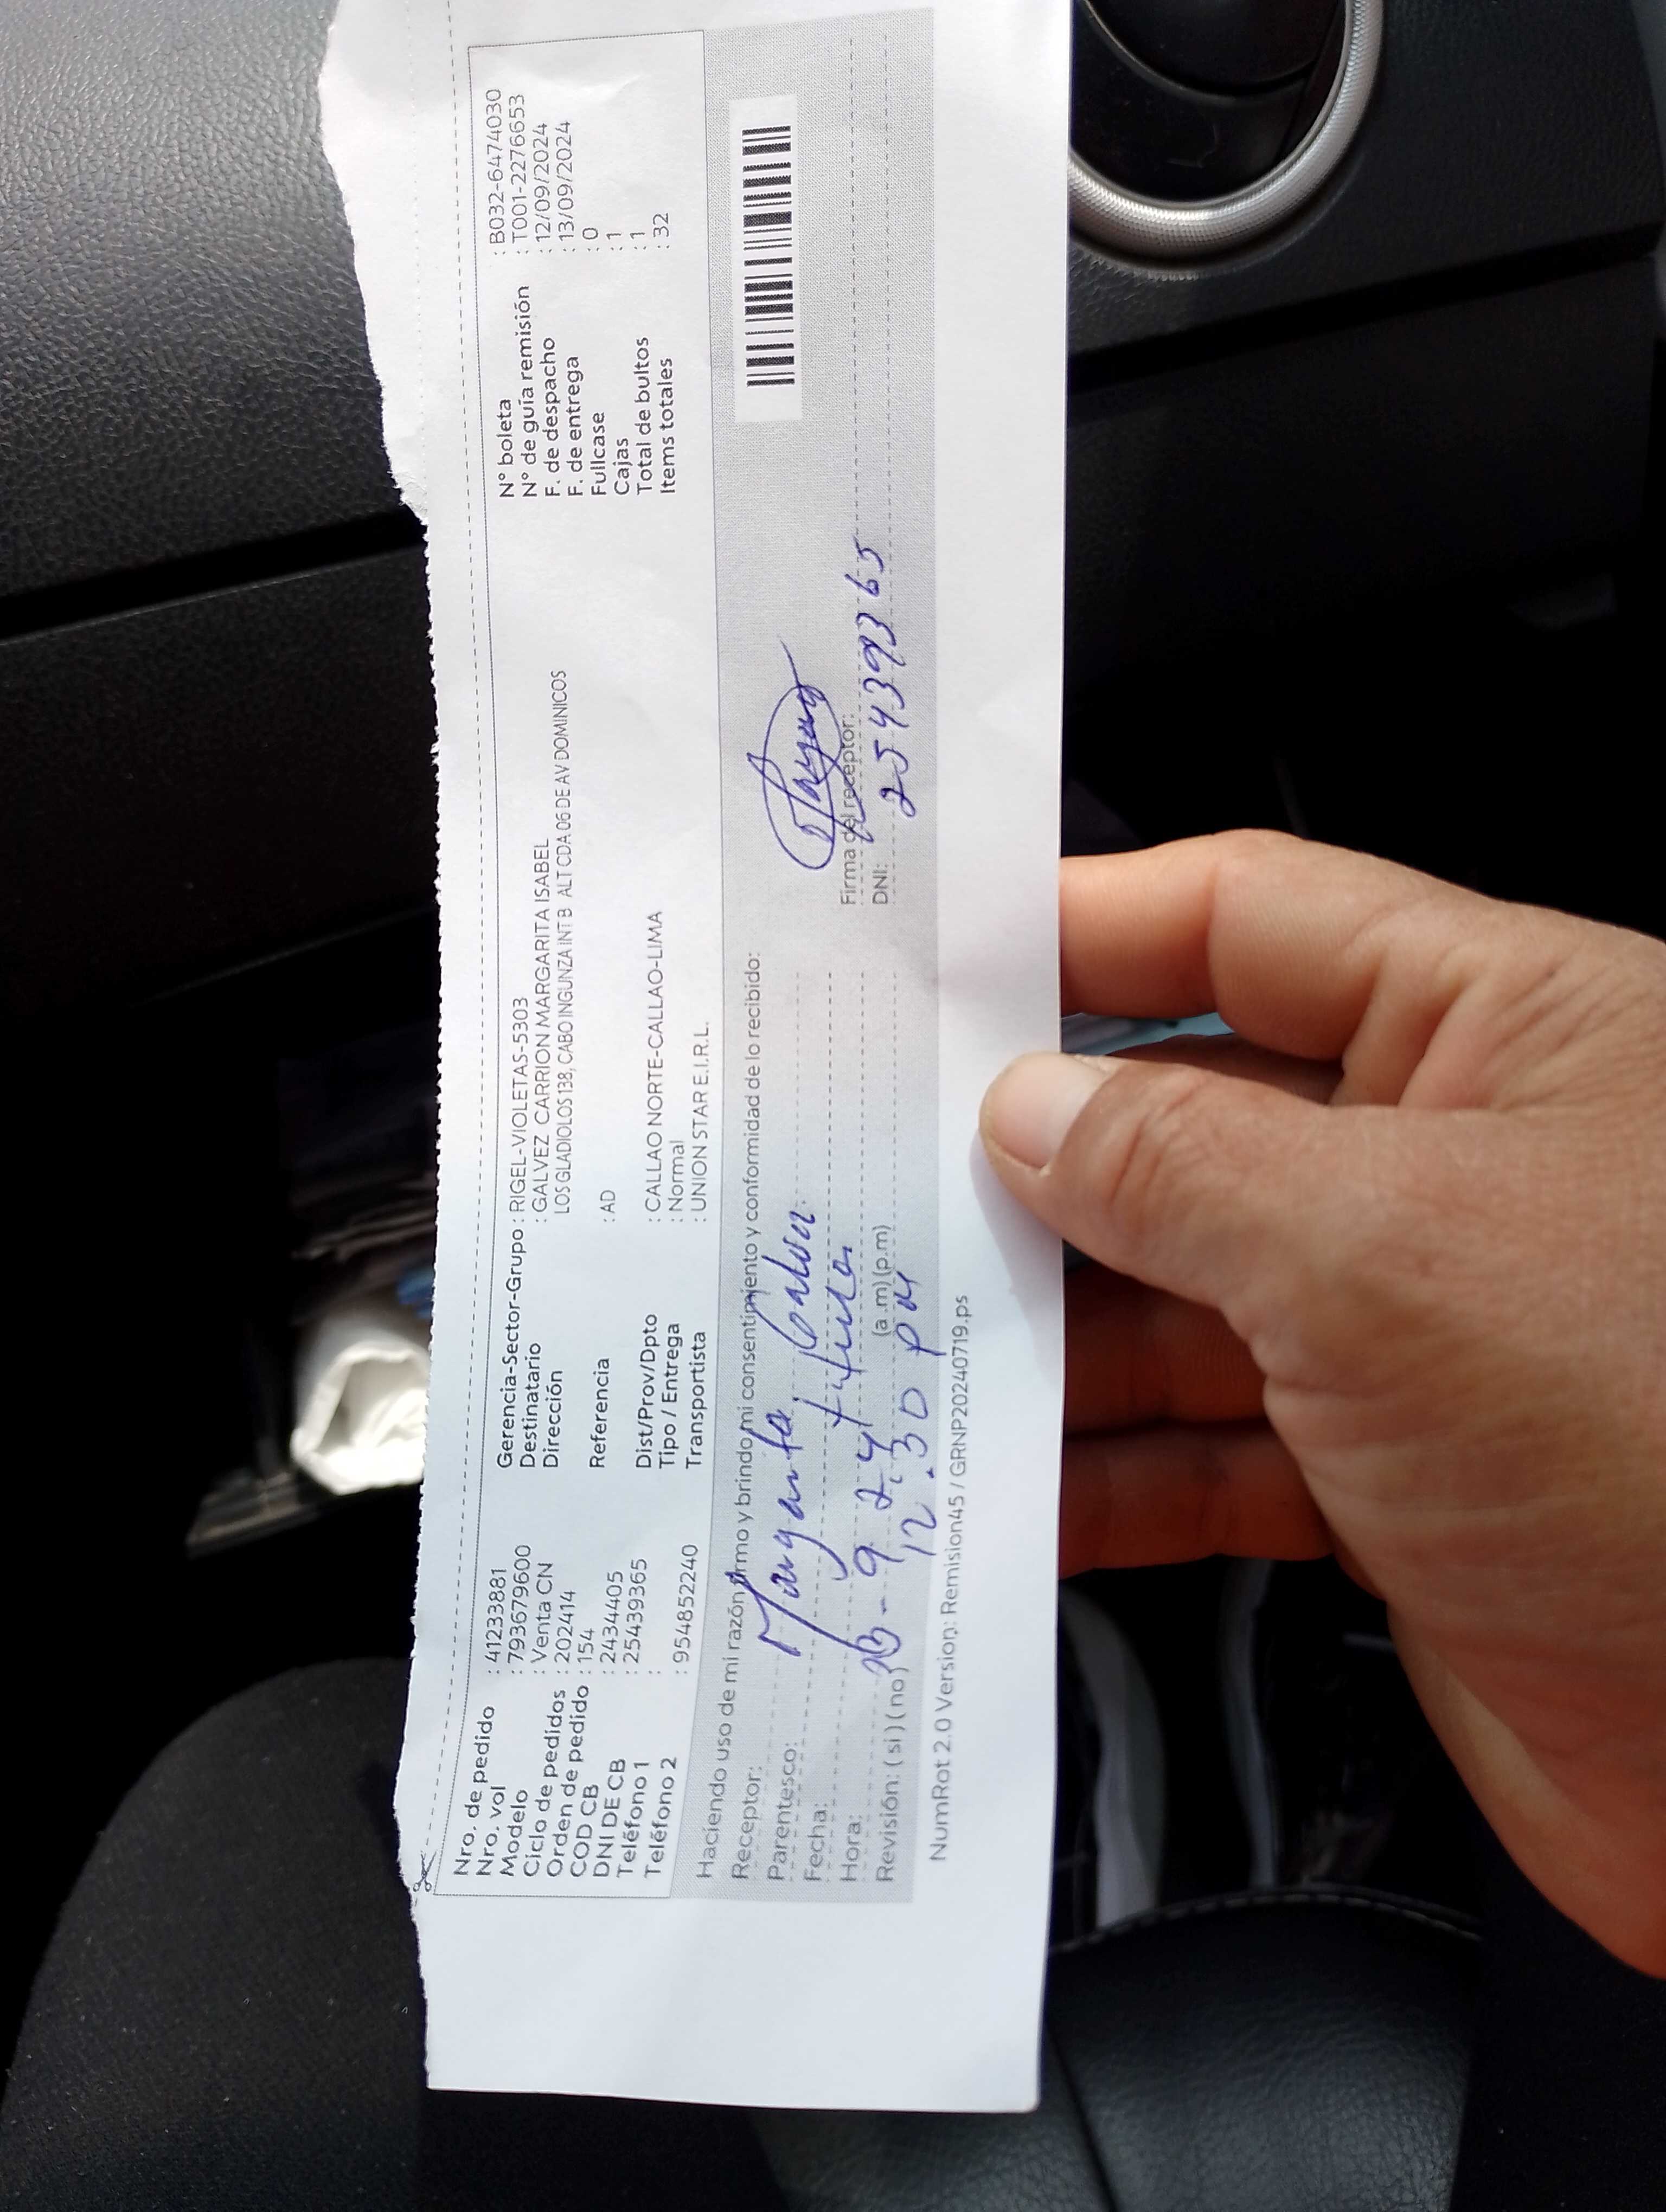 Nro. de pedido : 41233881
Nro. vol : 793679600
Modelo : Venta CN
Ciclo de pedidos : 202414
Orden de pedido : 154
COD CB : 2434405
DNI DE CB : 25439365
Teléfono 1 :
Teléfono 2 : 954852240
Gerencia-Sector-Grupo : RIGEL-VIOLETAS-5303
Destinatario : GALVEZ CARRION MARGARITA ISABEL
Dirección LOS GLADIOLOS 138, CABO INGUNZA INT B ALT CDA 06 DE AV DOMINICOS
Referencia : AD
Dist/Prov/Dpto : CALLAO NORTE-CALLAO-LIMA
Tipo / Entrega : Normal
Transportista : UNION STAR E.I.R.L.
N° boleta : B032-6474030
N° de guía remisión : T001-2276653
F. de despacho : 12/09/2024
F. de entrega : 13/09/2024
Fullcase : 0
Cajas : 1
Total de bultos : 1
Items totales : 32
Haciendo uso de mi razón firmo y brindo mi consentimiento y conformidad de lo recibido:
Receptor: Margarita
Parentesco:
Fecha: 13-9-24
Hora: 12.30 PM (a.m) (p.m)
Revisión: ( si ) ( no )
Firma del receptor:
DNI: 25439365
NumRot 2.0 Version: Remision45 / GRNP20240719.ps